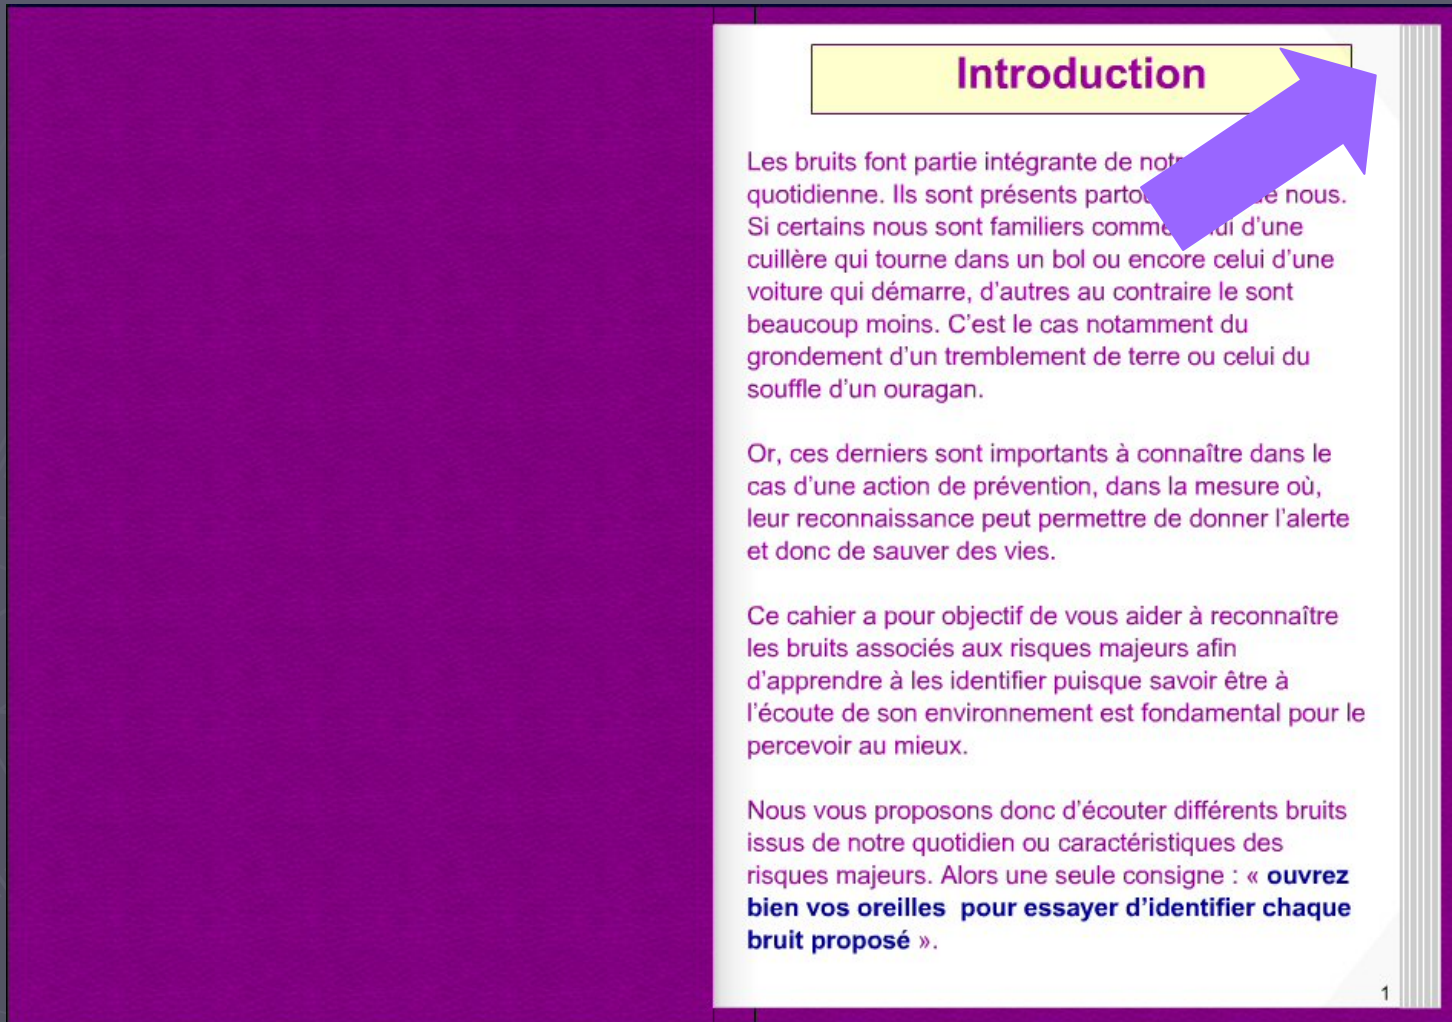 Introduction
Les bruits font partie intégrante de
quotidienne. Ils sont présents nous.
Si certains nous sont familiers comme d'une
cuillère qui tourne dans un bol ou encore celui d'une
voiture qui démarre, d'autres au contraire le sont
beaucoup moins. C'est le cas notamment du
grondement d'un tremblement de terre ou celui du
souffle d'un ouragan.
Or, ces derniers sont importants à connaître dans le
cas d'une action de prévention, dans la mesure où,
leur reconnaissance peut permettre de donner l'alerte
et donc de sauver des vies.
Ce cahier a pour objectif de vous aider à reconnaître
les bruits associés aux risques majeurs afin
d'apprendre à les identifier puisque savoir être à
l'écoute de son environnement est fondamental pour le
percevoir au mieux.
Nous vous proposons donc d'écouter différents bruits
issus de notre quotidien ou caractéristiques des
risques majeurs. Alors une seule consigne : « ouvrez
bien vos oreilles pour essayer d'identifier chaque
bruit proposé ».
1